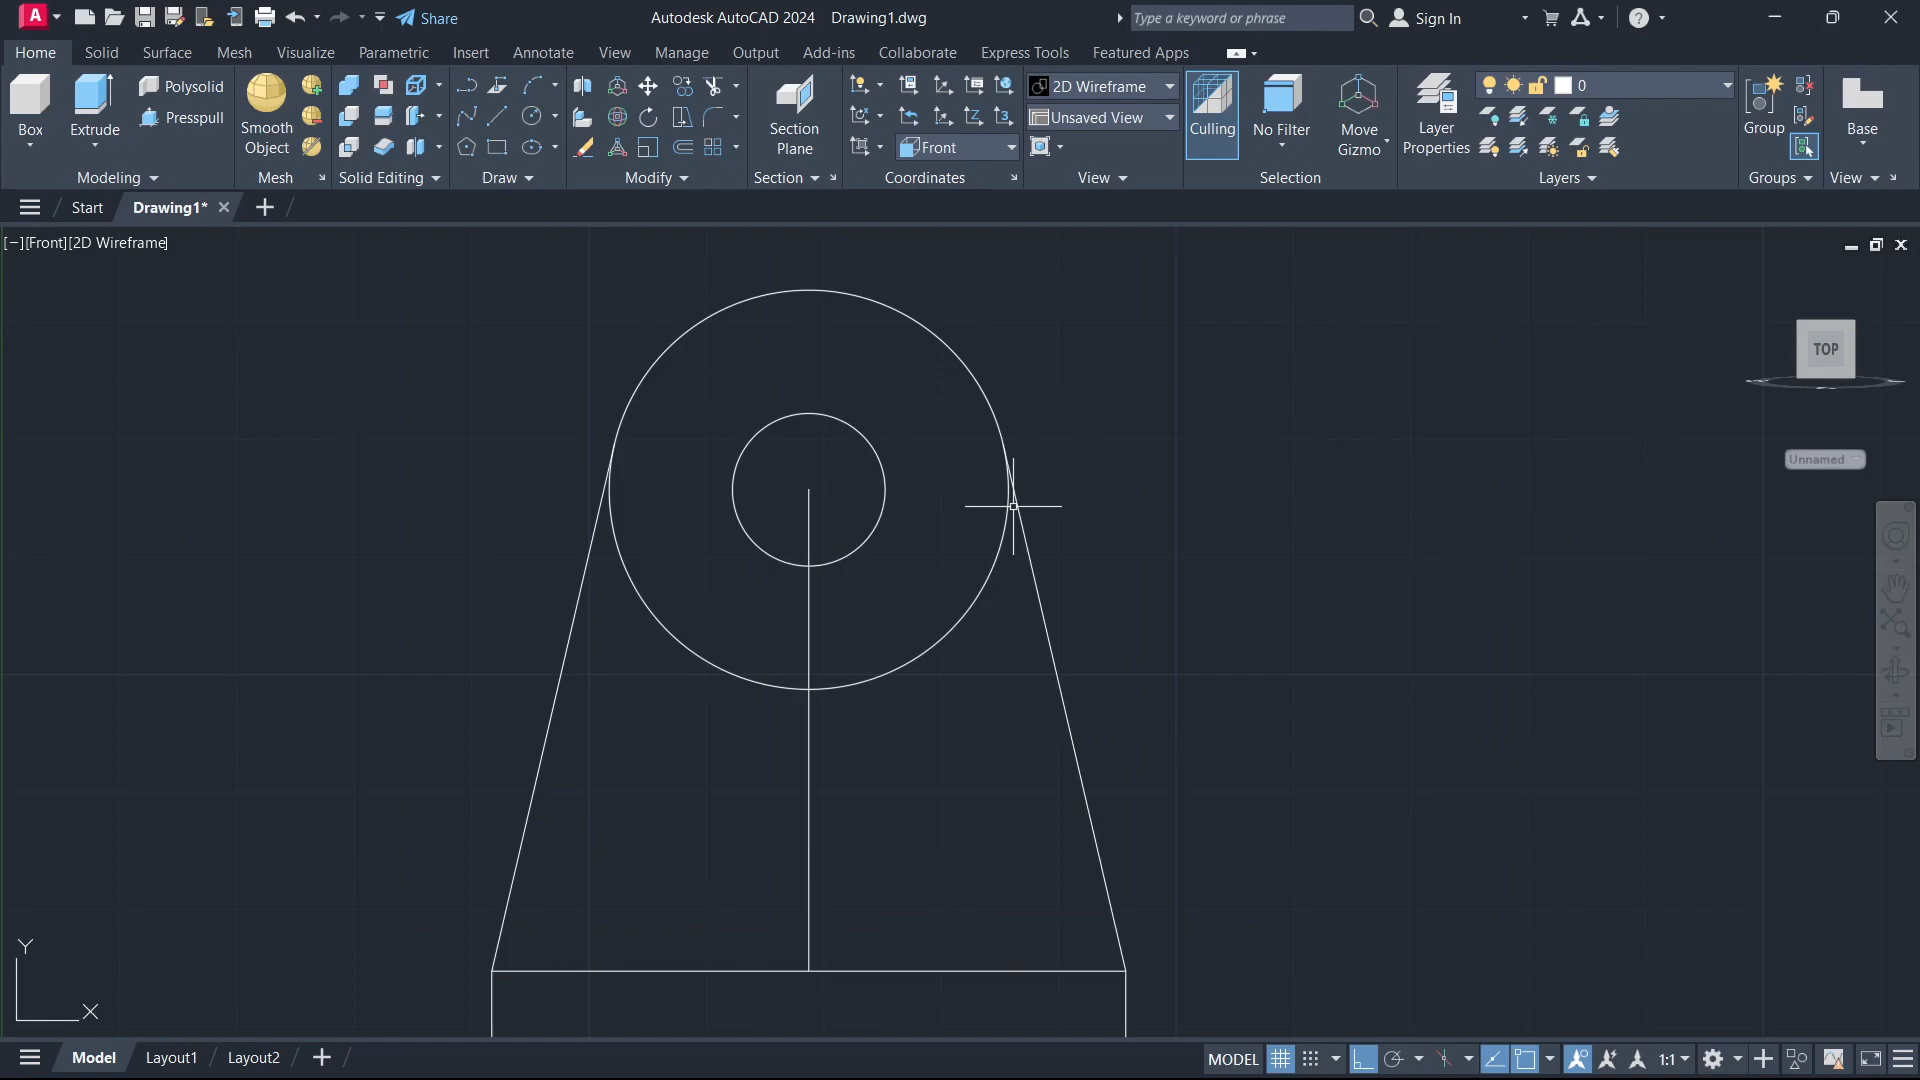 A Share Autodesk AutoCAD 2024 Drawing1.dwg Type a keyword or phrase Sign In ?
Home Solid Surface Mesh Visualize Parametric Insert Annotate View Manage Output Add-ins Collaborate Express Tools Featured Apps
Polysolid 2D Wireframe 0
Presspull Unsaved View
Box Extrude Smooth Object Section Plane Front Culling No Filter Move Gizmo Layer Properties Group Base
Modeling Mesh Solid Editing Draw Modify Section Coordinates View Selection Layers Groups View
Start Drawing1* +
[−][Front][2D Wireframe]
TOP
Unnamed
Y
X
Model Layout1 Layout2 + MODEL 1:1